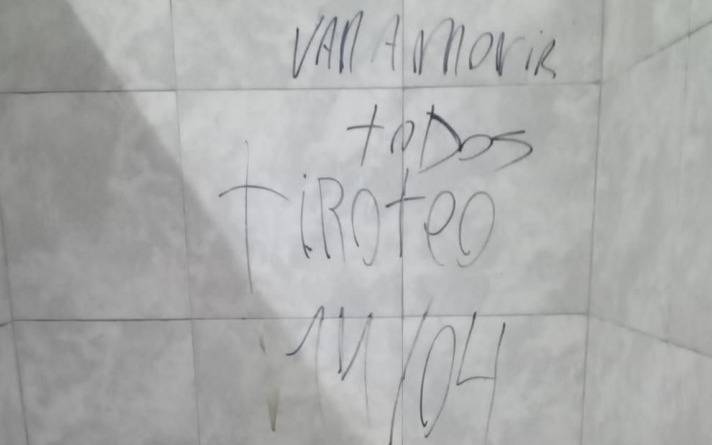 VAN A MORIR
toDos
tiRoteo
11/04